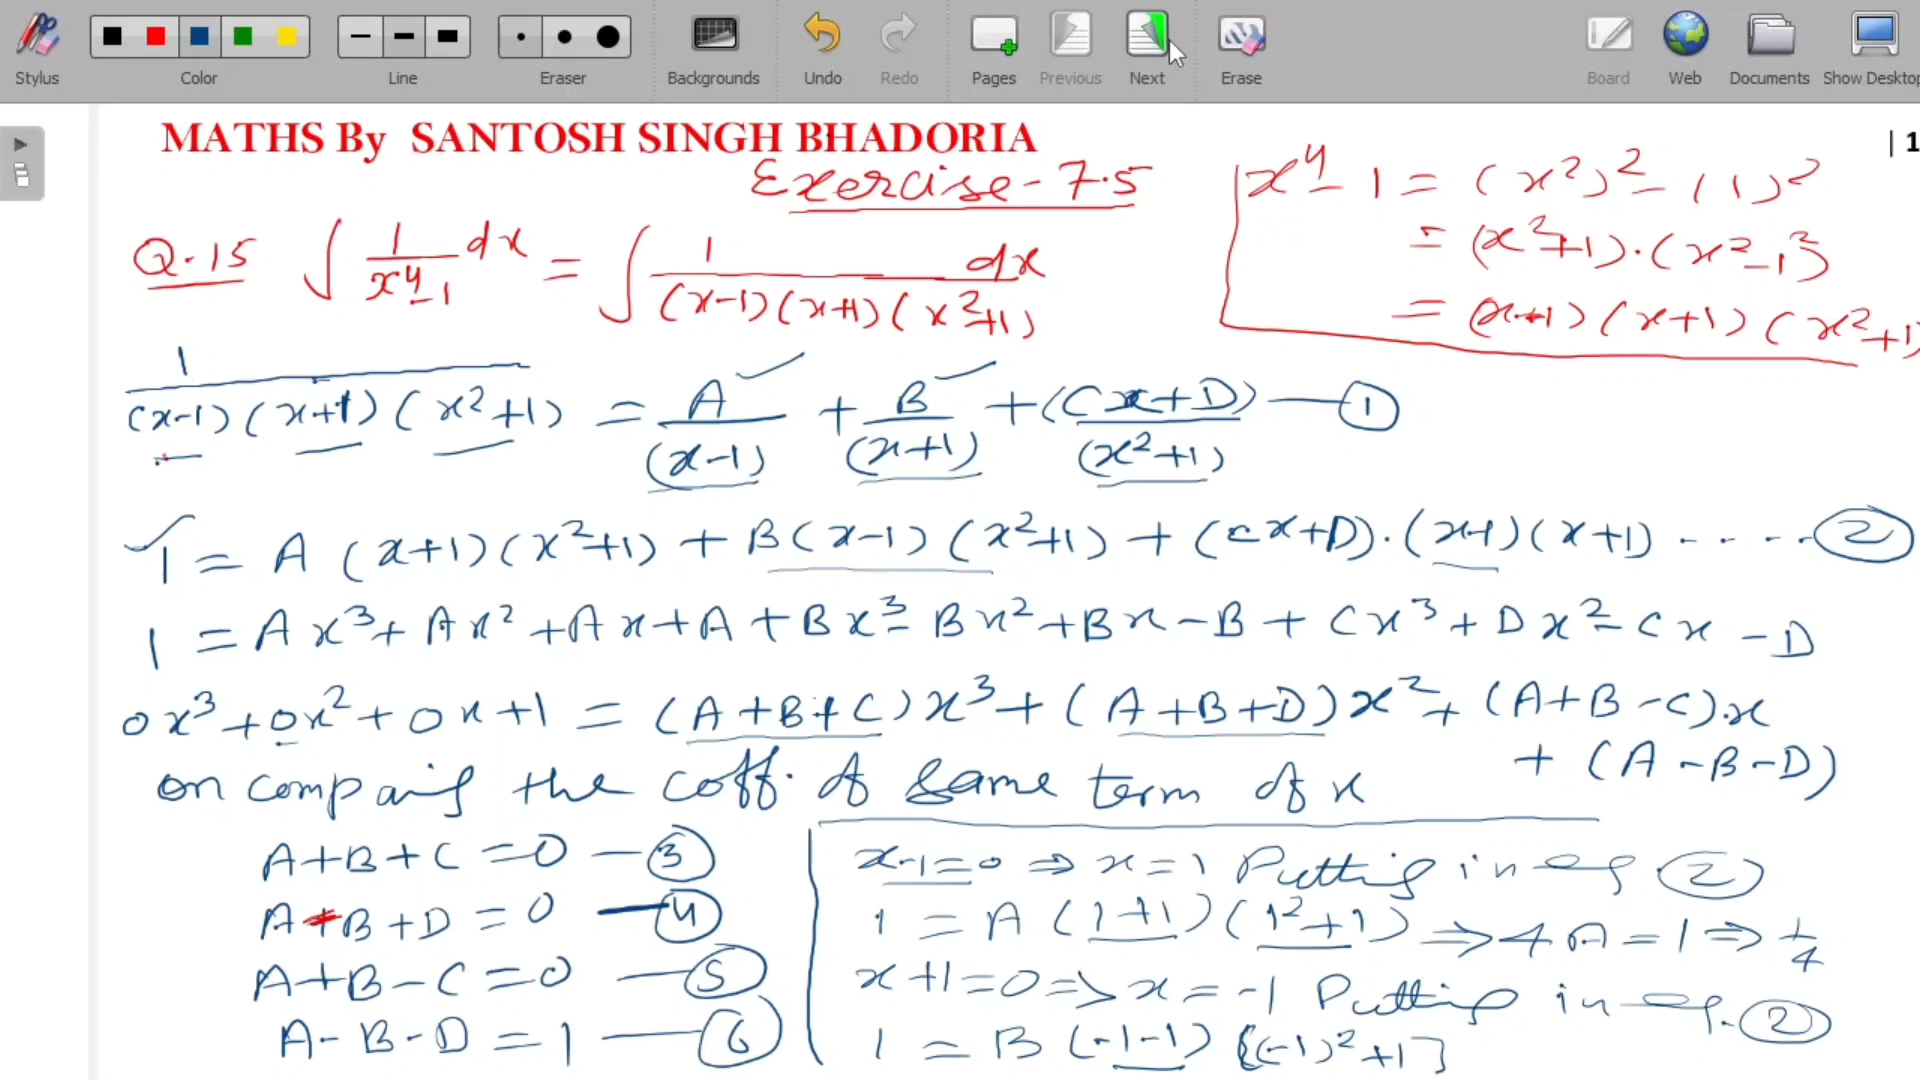 Stylus Color Line Eraser Backgrounds Undo Redo Pages Previous Next Erase Board Web Documents Show Desktop
MATHS By SANTOSH SINGH BHADORIA
| 1
Exercise-7.5
Q.15 ∫ 1/(x⁴-1) dx = ∫ 1/((x-1)(x+1)(x²+1)) dx
x⁴-1 = (x²)² - (1)²
= (x²+1)·(x²-1²)
= (x-1)(x+1)(x²+1)
1/((x-1)(x+1)(x²+1)) = A/(x-1) + B/(x+1) + (Cx+D)/(x²+1) — ①
1 = A(x+1)(x²+1) + B(x-1)(x²+1) + (Cx+D)·(x-1)(x+1) ..... ②
1 = Ax³+Ax²+Ax+A+Bx³-Bx²+Bx-B+Cx³+Dx²-Cx-D
0x³+0x²+0x+1 = (A+B+C)x³+(A+B+D)x²+(A+B-C)·x
+(A-B-D)
on comparing the coff. of same term of x
A+B+C=0 — ③
A-B+D=0 — ④
A+B-C=0 — ⑤
A-B-D=1 — ⑥
x-1=0 ⇒ x=1 Putting in eq ②
1 = A(1+1)(1²+1) ⇒ 4A=1 ⇒ 1/4
x+1=0 ⇒ x=-1 Putting in eq. ②
1 = B(-1-1) {(-1)²+1}